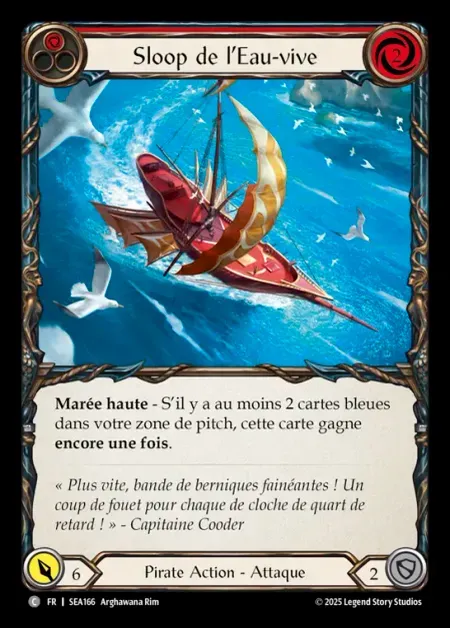 Sloop de l'Eau-vive
2
Marée haute - S'il y a au moins 2 cartes bleues
dans votre zone de pitch, cette carte gagne
encore une fois.
« Plus vite, bande de berniques fainéantes ! Un
coup de fouet pour chaque de cloche de quart de
retard ! » - Capitaine Cooder
6
Pirate Action - Attaque
2
C FR | SEA166 Arghawana Rim
© 2025 Legend Story Studios